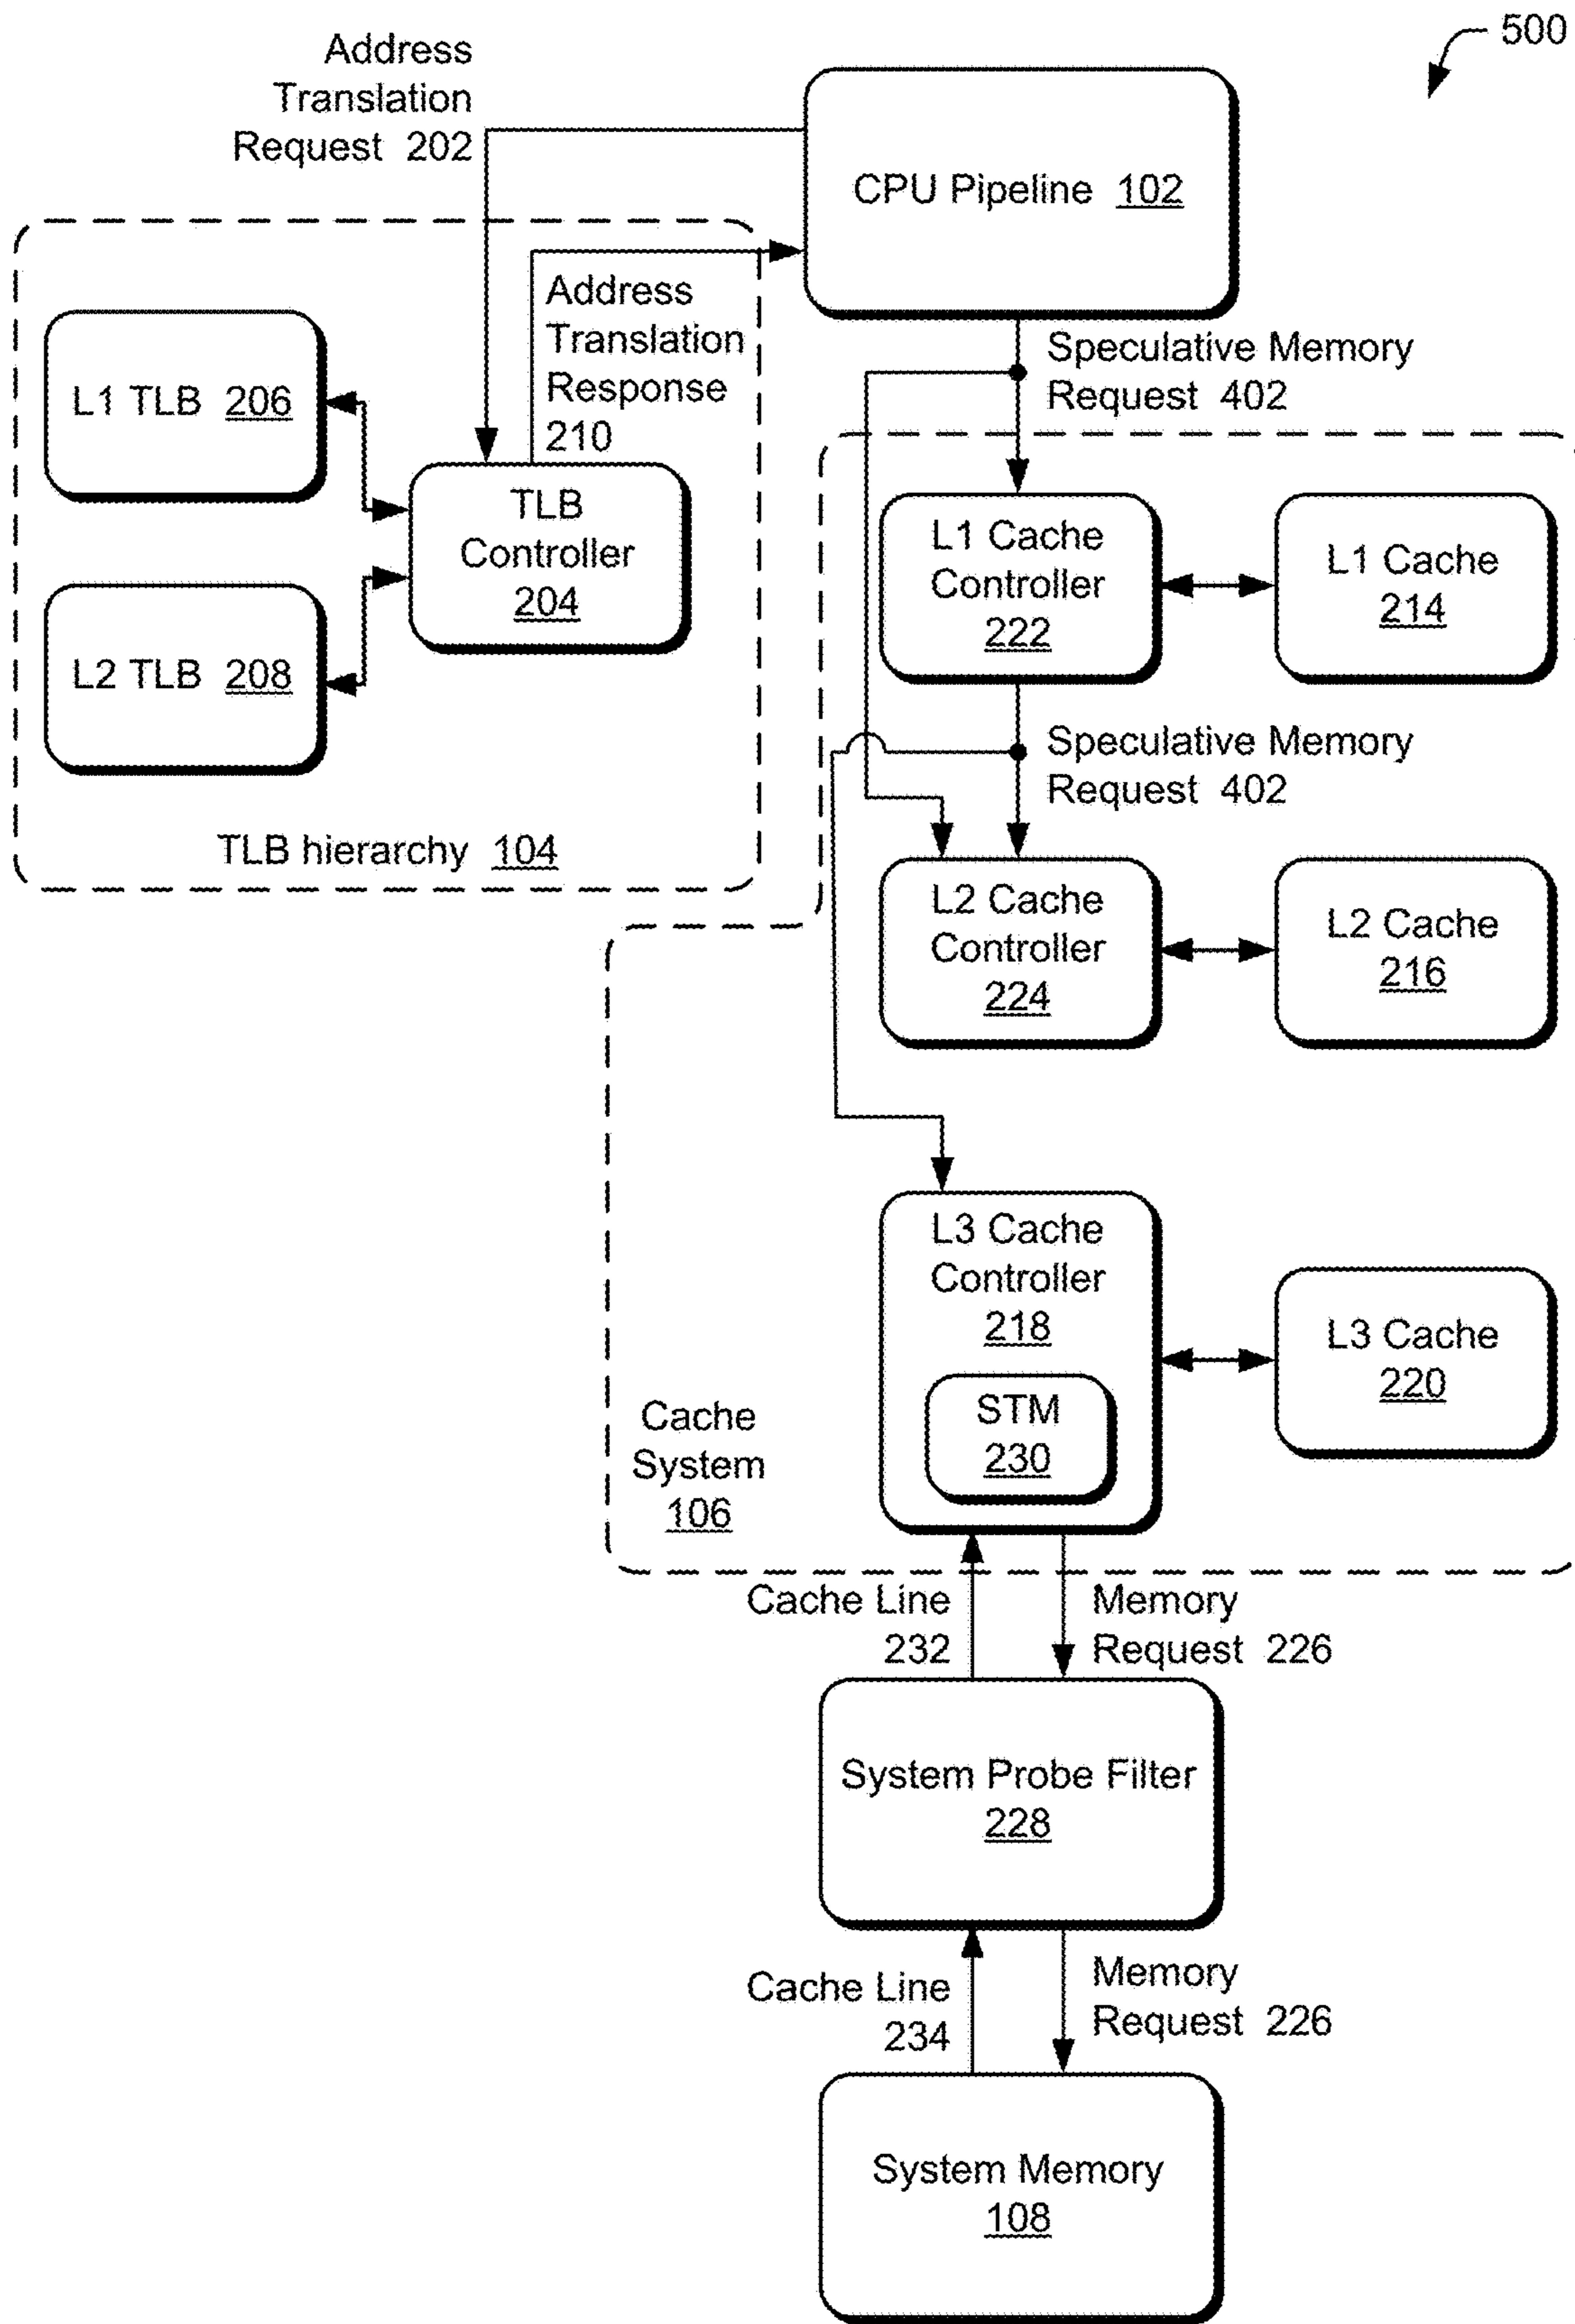 500
Address
Translation
Request 202
CPU Pipeline 102
Address
Translation
Response
210
L1 TLB 206
TLB
Controller
204
L2 TLB 208
TLB hierarchy 104
Speculative Memory
Request 402
L1 Cache
Controller
222
L1 Cache
214
Speculative Memory
Request 402
L2 Cache
Controller
224
L2 Cache
216
L3 Cache
Controller
218
STM
230
L3 Cache
220
Cache
System
106
Cache Line
232
Memory
Request 226
System Probe Filter
228
Cache Line
234
Memory
Request 226
System Memory
108